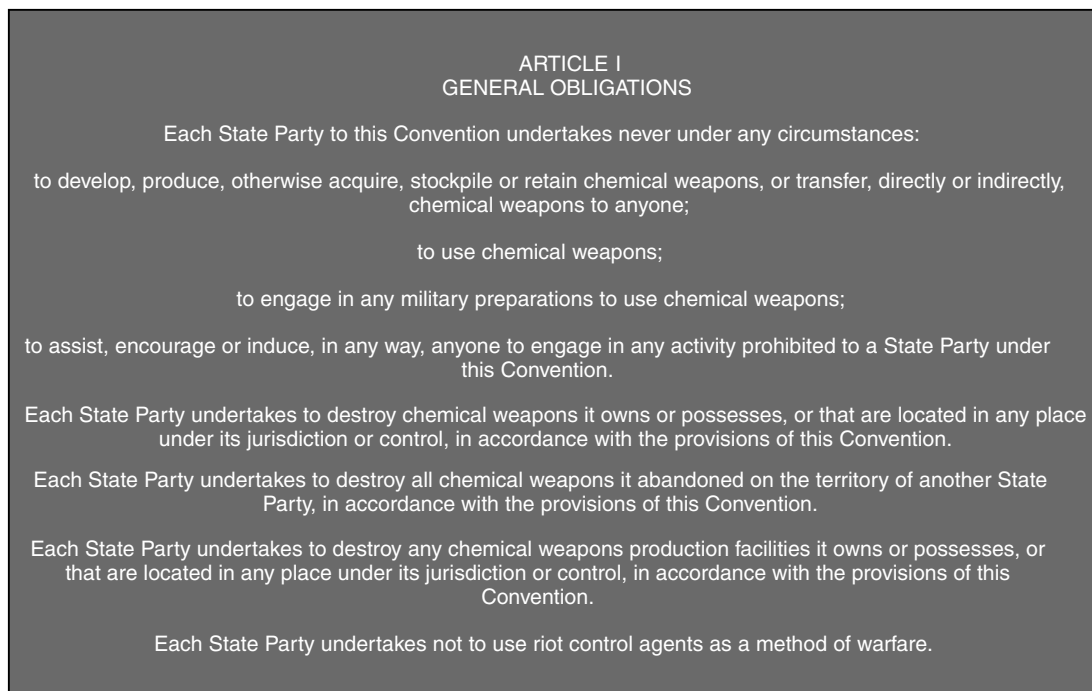 ARTICLE I
GENERAL OBLIGATIONS
Each State Party to this Convention undertakes never under any circumstances:
to develop, produce, otherwise acquire, stockpile or retain chemical weapons, or transfer, directly or indirectly,
chemical weapons to anyone;
to use chemical weapons;
to engage in any military preparations to use chemical weapons;
to assist, encourage or induce, in any way, anyone to engage in any activity prohibited to a State Party under
this Convention.
Each State Party undertakes to destroy chemical weapons it owns or possesses, or that are located in any place
under its jurisdiction or control, in accordance with the provisions of this Convention.
Each State Party undertakes to destroy all chemical weapons it abandoned on the territory of another State
Party, in accordance with the provisions of this Convention.
Each State Party undertakes to destroy any chemical weapons production facilities it owns or possesses, or
that are located in any place under its jurisdiction or control, in accordance with the provisions of this
Convention.
Each State Party undertakes not to use riot control agents as a method of warfare.